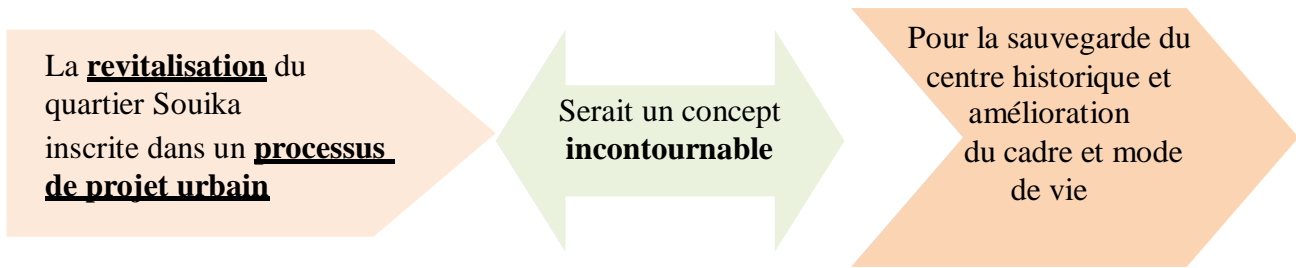 La revitalisation du
quartier Souika
inscrite dans un processus
de projet urbain
Serait un concept
incontournable
Pour la sauvegarde du
centre historique et
amélioration
du cadre et mode
de vie